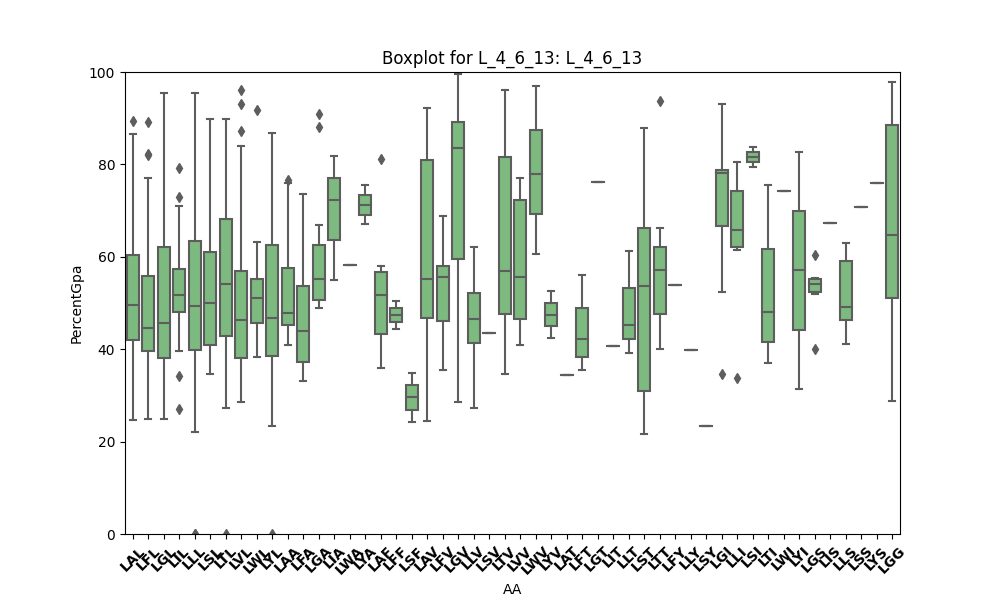 Boxplot for L_4_6_13: L_4_6_13
PercentGpa
100
80
60
40
20
0
LAL LFL LGL LIL LLL LSL LTL LVL LWL LYL LAA LFA LGA LIA LWA LYA LAF LFF LSF LAV LFV LGV LLV LSV LTV LVV LWV LYV LAT LFT LGT LIT LLT LST LTT LFY LLY LSY LGI LLI LSI LTI LWI LYI LGS LIS LLS LSS LYS LGG
AA